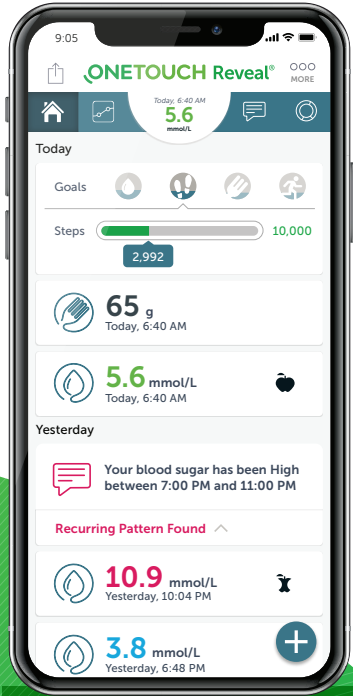 9:05
ONETOUCH Reveal®
MORE
Today, 6:40 AM
5.6
mmol/L
Today
Goals
Steps
10,000
2,992
65 g
Today, 6:40 AM
5.6 mmol/L
Today, 6:40 AM
Yesterday
Your blood sugar has been High
between 7:00 PM and 11:00 PM
Recurring Pattern Found
10.9 mmol/L
Yesterday, 10:04 PM
3.8 mmol/L
Yesterday, 6:48 PM